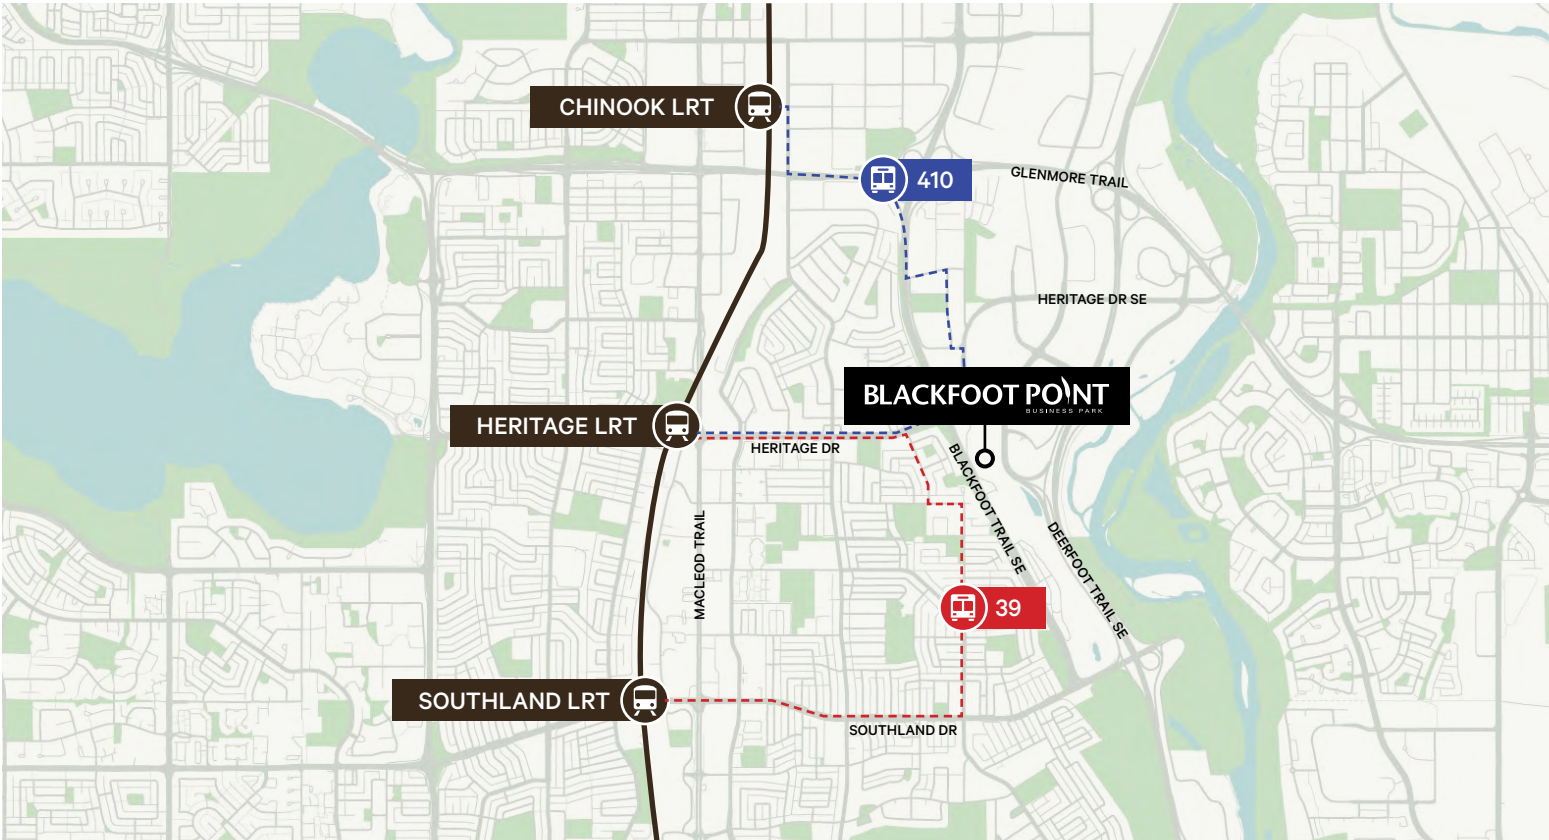 CHINOOK LRT
410
GLENMORE TRAIL
HERITAGE DR SE
BLACKFOOT POINT
BUSINESS PARK
HERITAGE LRT
HERITAGE DR
BLACKFOOT TRAIL SE
MACLEOD TRAIL
DEERFOOT TRAIL SE
39
SOUTHLAND LRT
SOUTHLAND DR